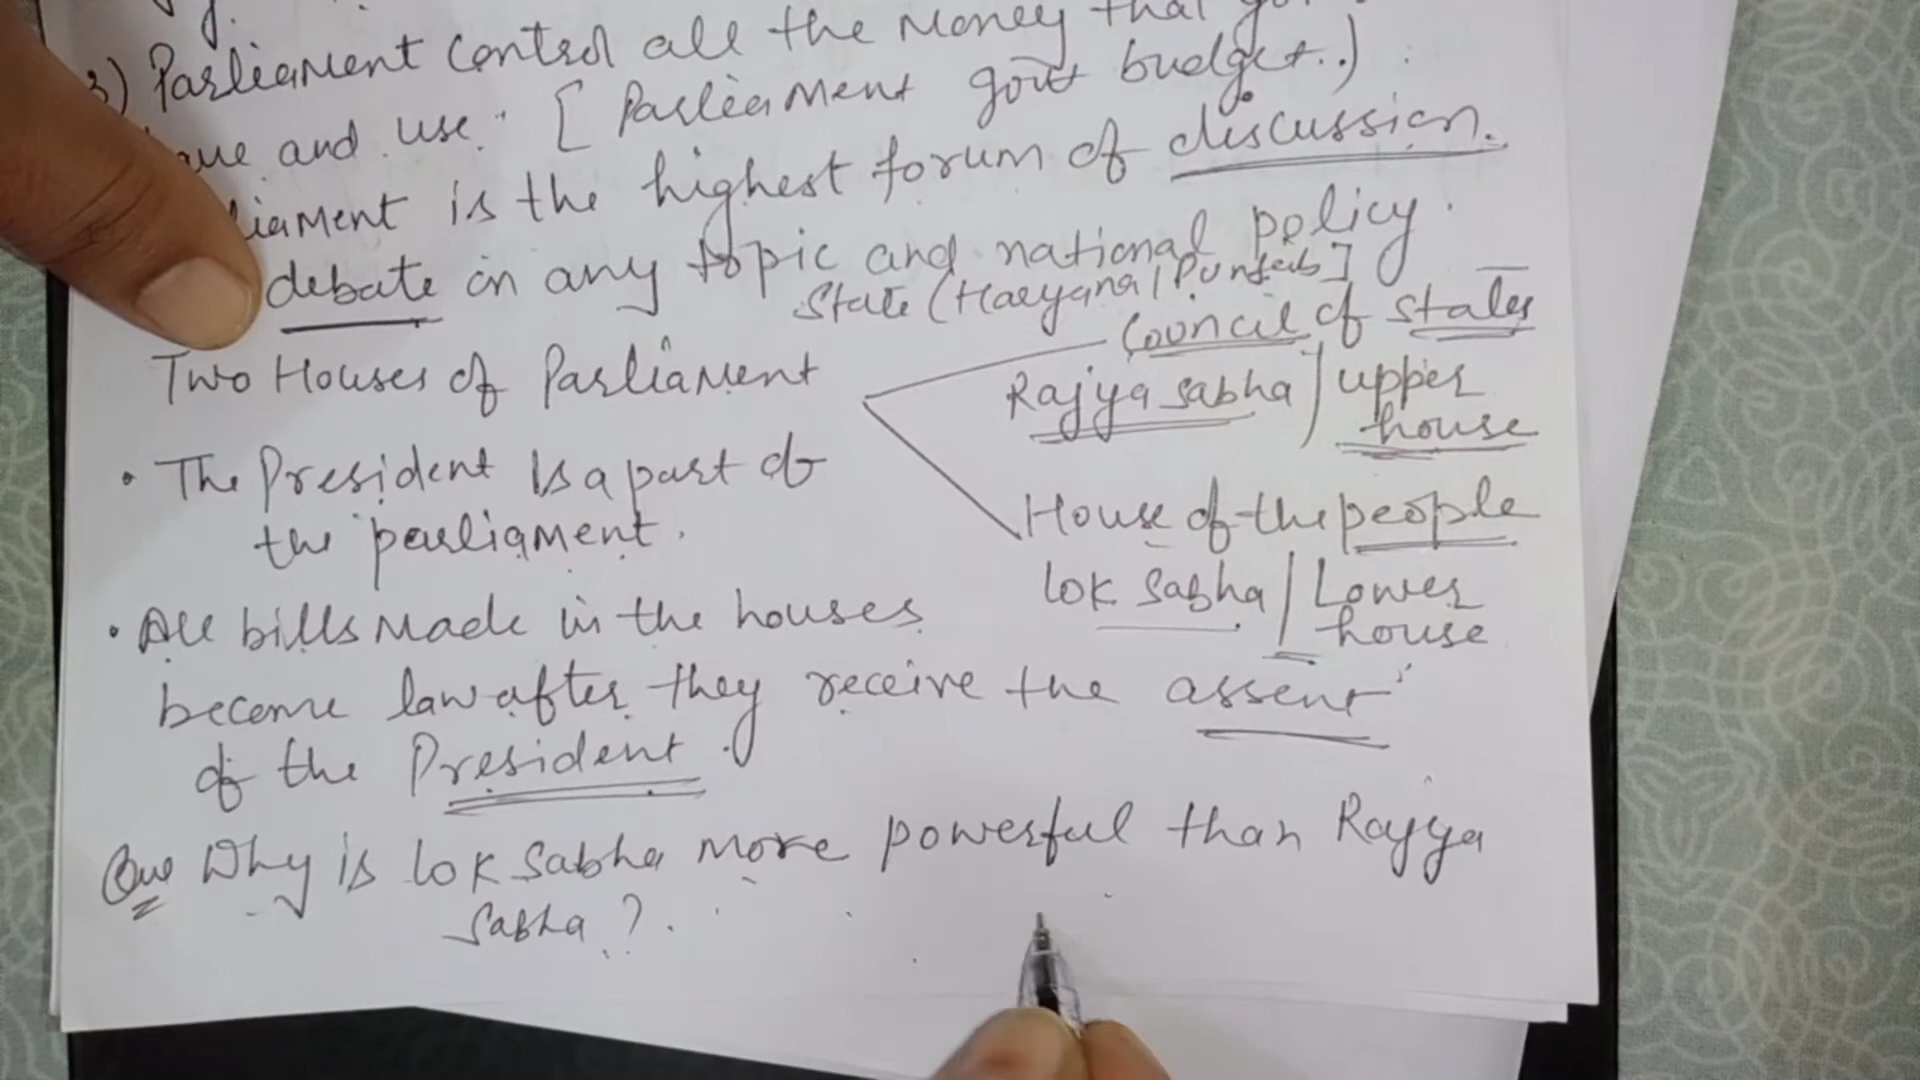 3) Parliament control all the money that
and use. [ Parliament govt budget..)
liament is the highest forum of discussion.
debate on any topic and national policy.
State (Haryana / Punjab]
Two Houses of Parliament
Council of states
Rajya Sabha / upper
house
• The President is a part of
the parliament.
House of the people
Lok Sabha / Lower
house
• All bills made in the houses
become law after they receive the assent
of the President.
Que Why is Lok Sabha more powerful than Rajya
Sabha?